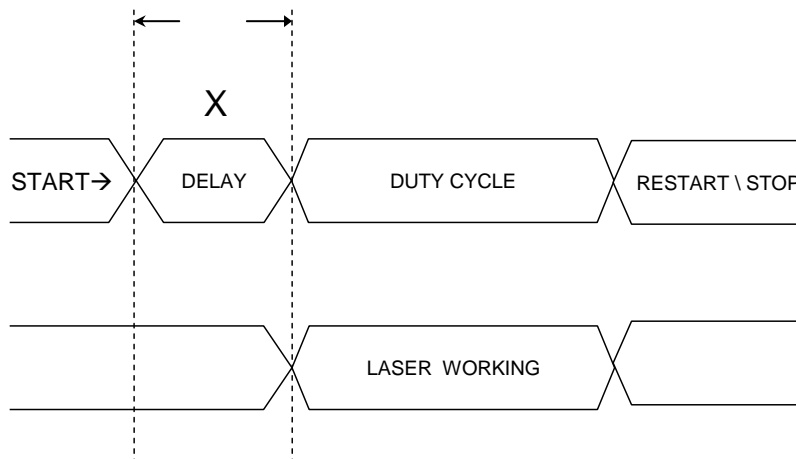 X
START→
DELAY
DUTY CYCLE
RESTART \ STOP
LASER WORKING